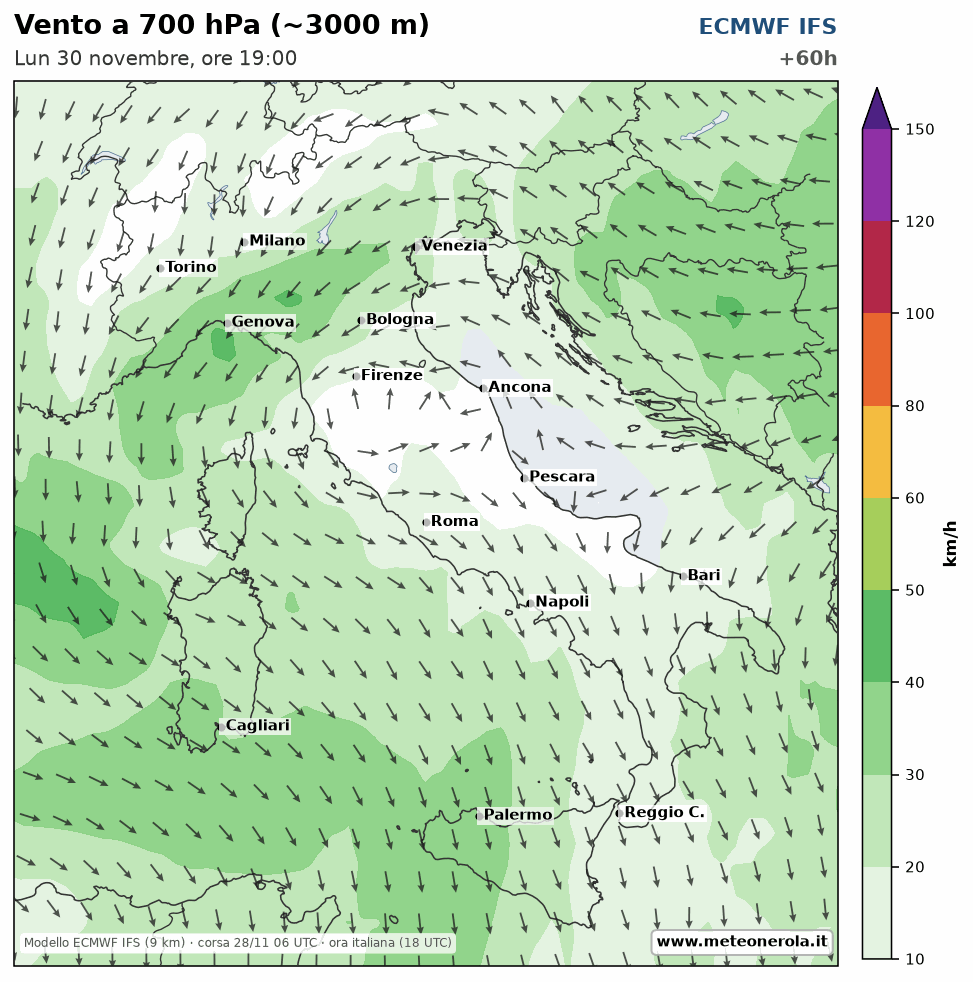 Vento a 700 hPa (~3000 m)
ECMWF IFS
Lun 30 novembre, ore 19:00
+60h
Milano
Venezia
Torino
Genova
Bologna
Firenze
Ancona
Pescara
Roma
Bari
Napoli
Cagliari
Palermo
Reggio C.
150
120
100
80
60
50
40
30
20
10
km/h
Modello ECMWF IFS (9 km) · corsa 28/11 06 UTC · ora italiana (18 UTC)
www.meteonerola.it